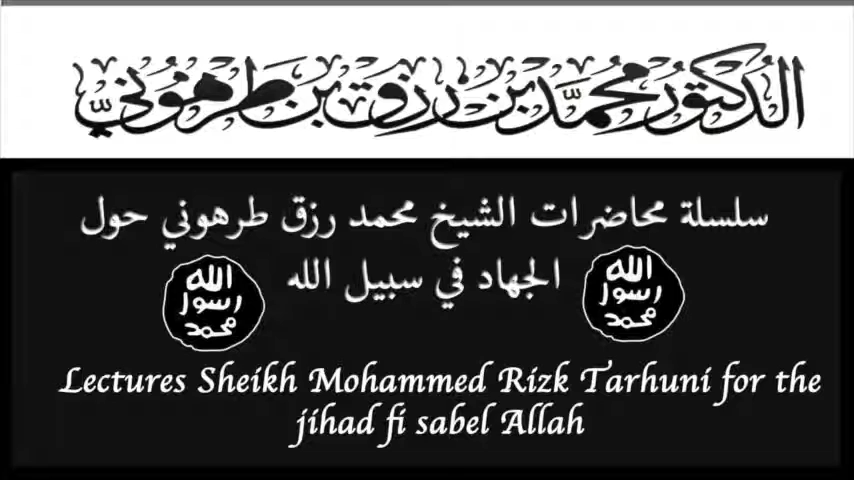 الدكتور محمد بن رزق بن طرهوني
سلسلة محاضرات الشيخ محمد رزق طرهوني حول
الجهاد في سبيل الله
الله
رسول
محمد
الله
رسول
محمد
Lectures Sheikh Mohammed Rizk Tarhuni for the
jihad fi sabel Allah